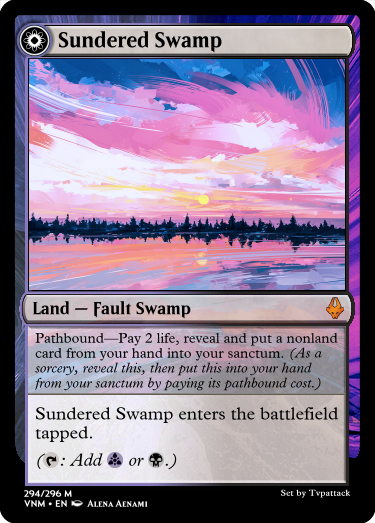 Sundered Swamp
Land — Fault Swamp
Pathbound—Pay 2 life, reveal and put a nonland
card from your hand into your sanctum. (As a
sorcery, reveal this, then put this into your hand
from your sanctum by paying its pathbound cost.)
Sundered Swamp enters the battlefield
tapped.
(: Add or .)
294/296 M
VNM • EN Alena Aenami
Set by Tvpattack